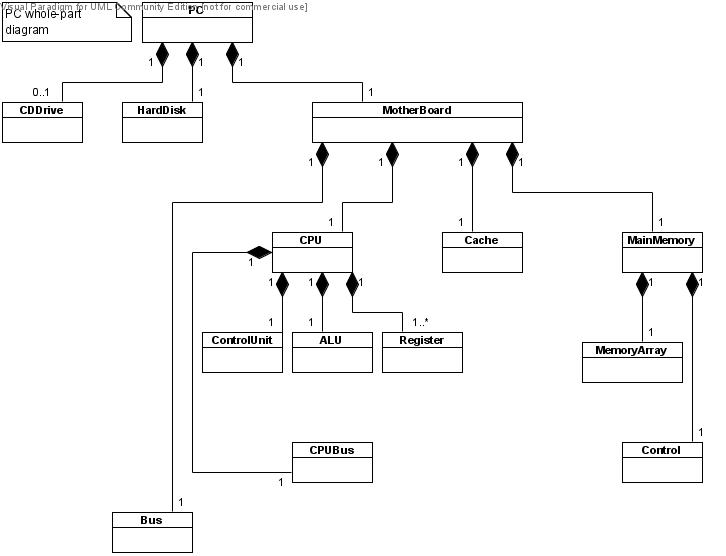 Visual Paradigm for UML Community Edition [not for commercial use]
PC whole-part
diagram
PC
1
1
1
0..1
1
1
CDDrive
HardDisk
MotherBoard
1
1
1
1
1
1
1
1
CPU
Cache
MainMemory
1
1
1
1
1
1
1
1
1..*
1
ControlUnit
ALU
Register
MemoryArray
1
CPUBus
Control
1
1
Bus